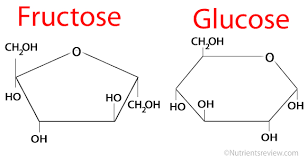 Fructose
Glucose
CH₂OH
O
HO
HO
OH
CH₂OH
OH
CH₂OH
O
HO
HO
OH
OH
©Nutrientsreview.com